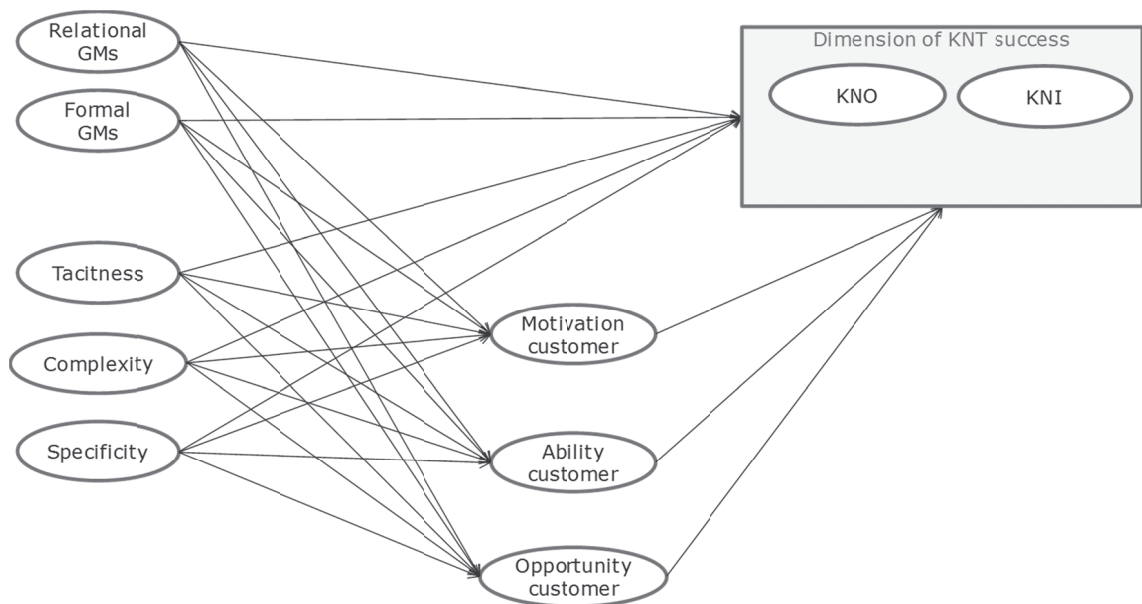 Relational
GMs
Formal
GMs
Tacitness
Complexity
Specificity
Motivation
customer
Ability
customer
Opportunity
customer
Dimension of KNT success
KNO
KNI